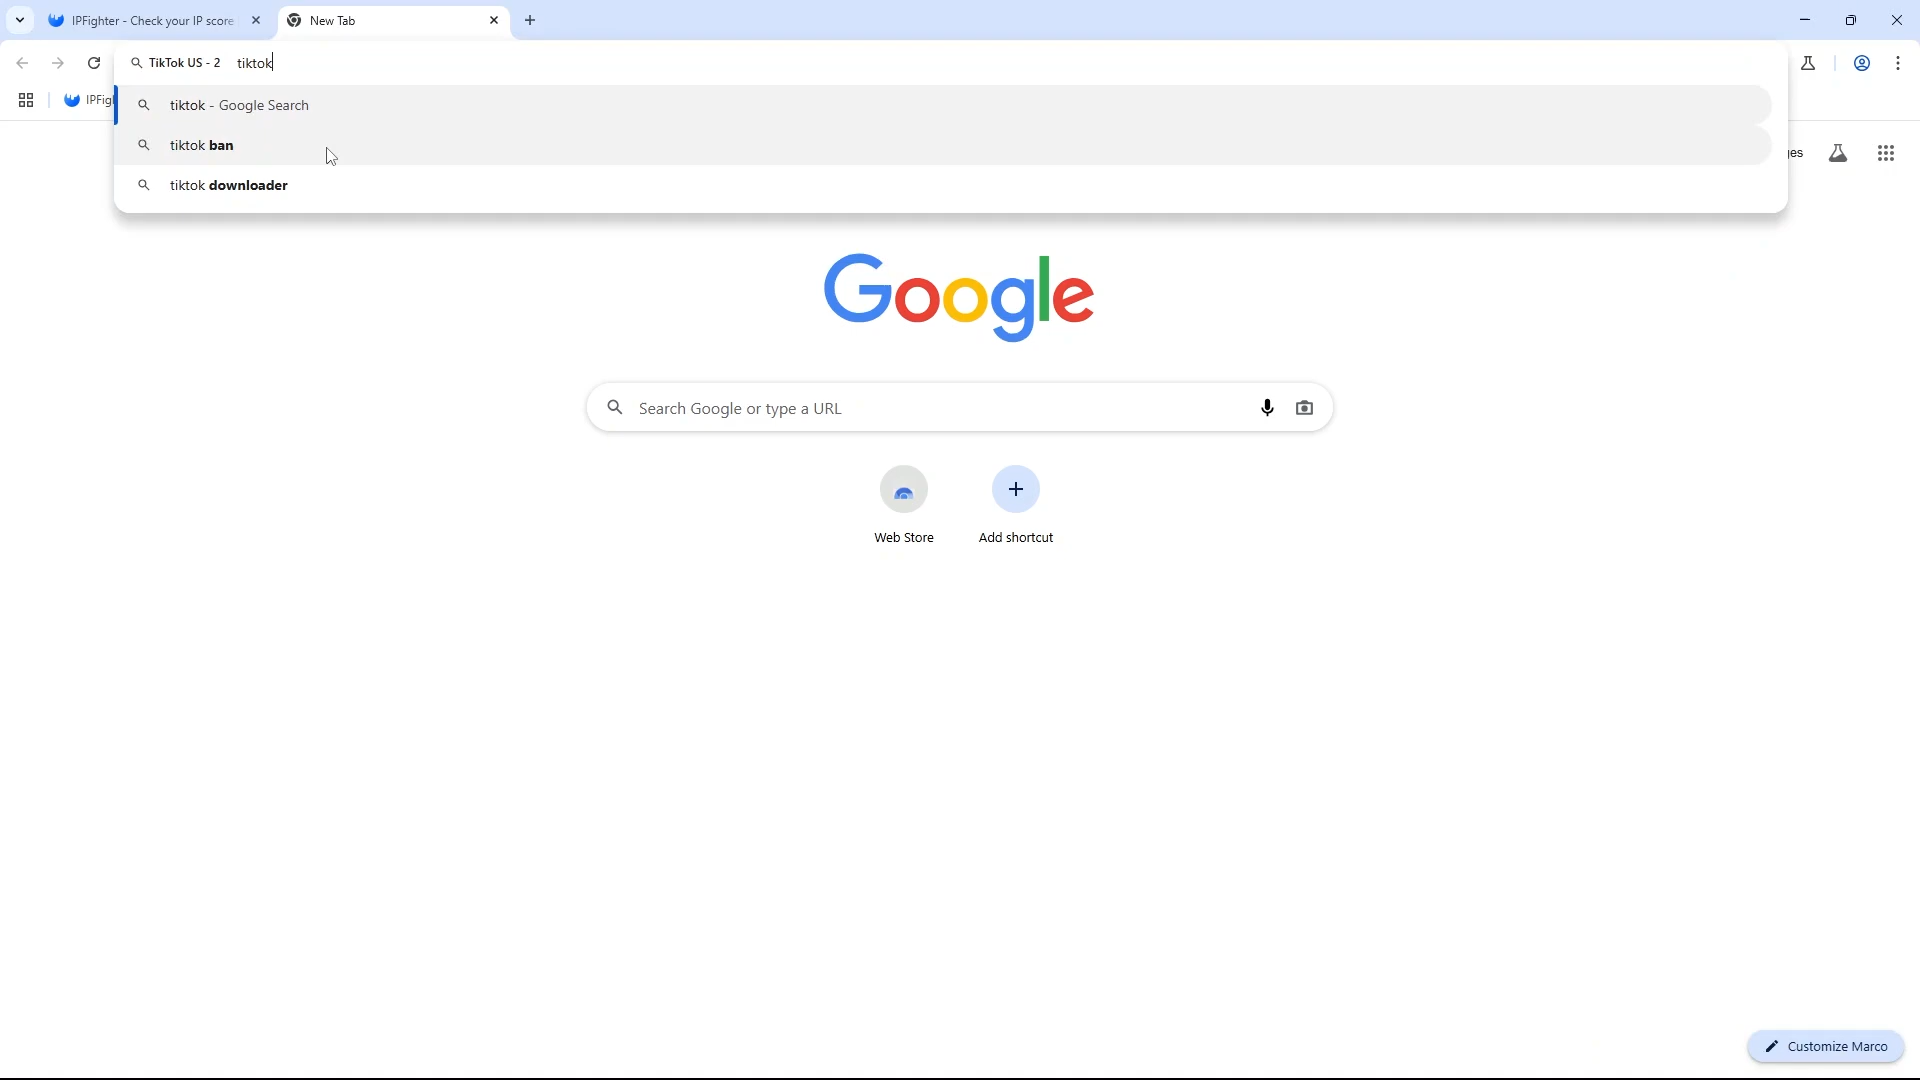 IPFighter - Check your IP score
New Tab
TikTok US - 2 tiktok
tiktok - Google Search
IPFigh
tiktok ban
tiktok downloader
Google
Search Google or type a URL
Web Store
Add shortcut
Customize Marco